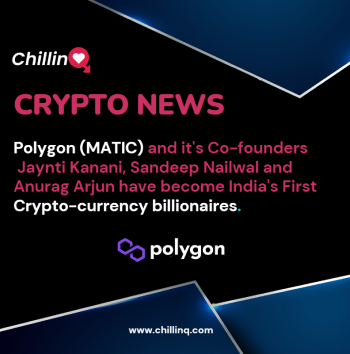 Chillin
CRYPTO NEWS
Polygon (MATIC) and it's Co-founders
Jaynti Kanani, Sandeep Nailwal and
Anurag Arjun have become India's First
Crypto-currency billionaires.
polygon
www.chillinq.com